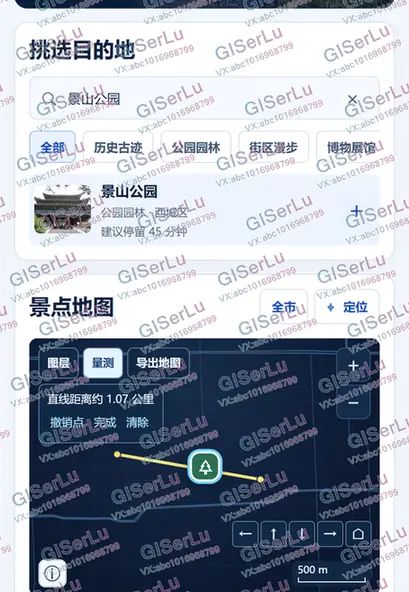 挑选目的地
景山公园
全部 历史古迹 公园园林 街区漫步 博物展馆
景山公园
公园园林 · 西城区
建议停留 45 分钟
景点地图
全市 定位
图层 量测 导出地图
直线距离约 1.07 公里
撤销点 完成 清除
500 m
GISerLu
VX:abc1016968799